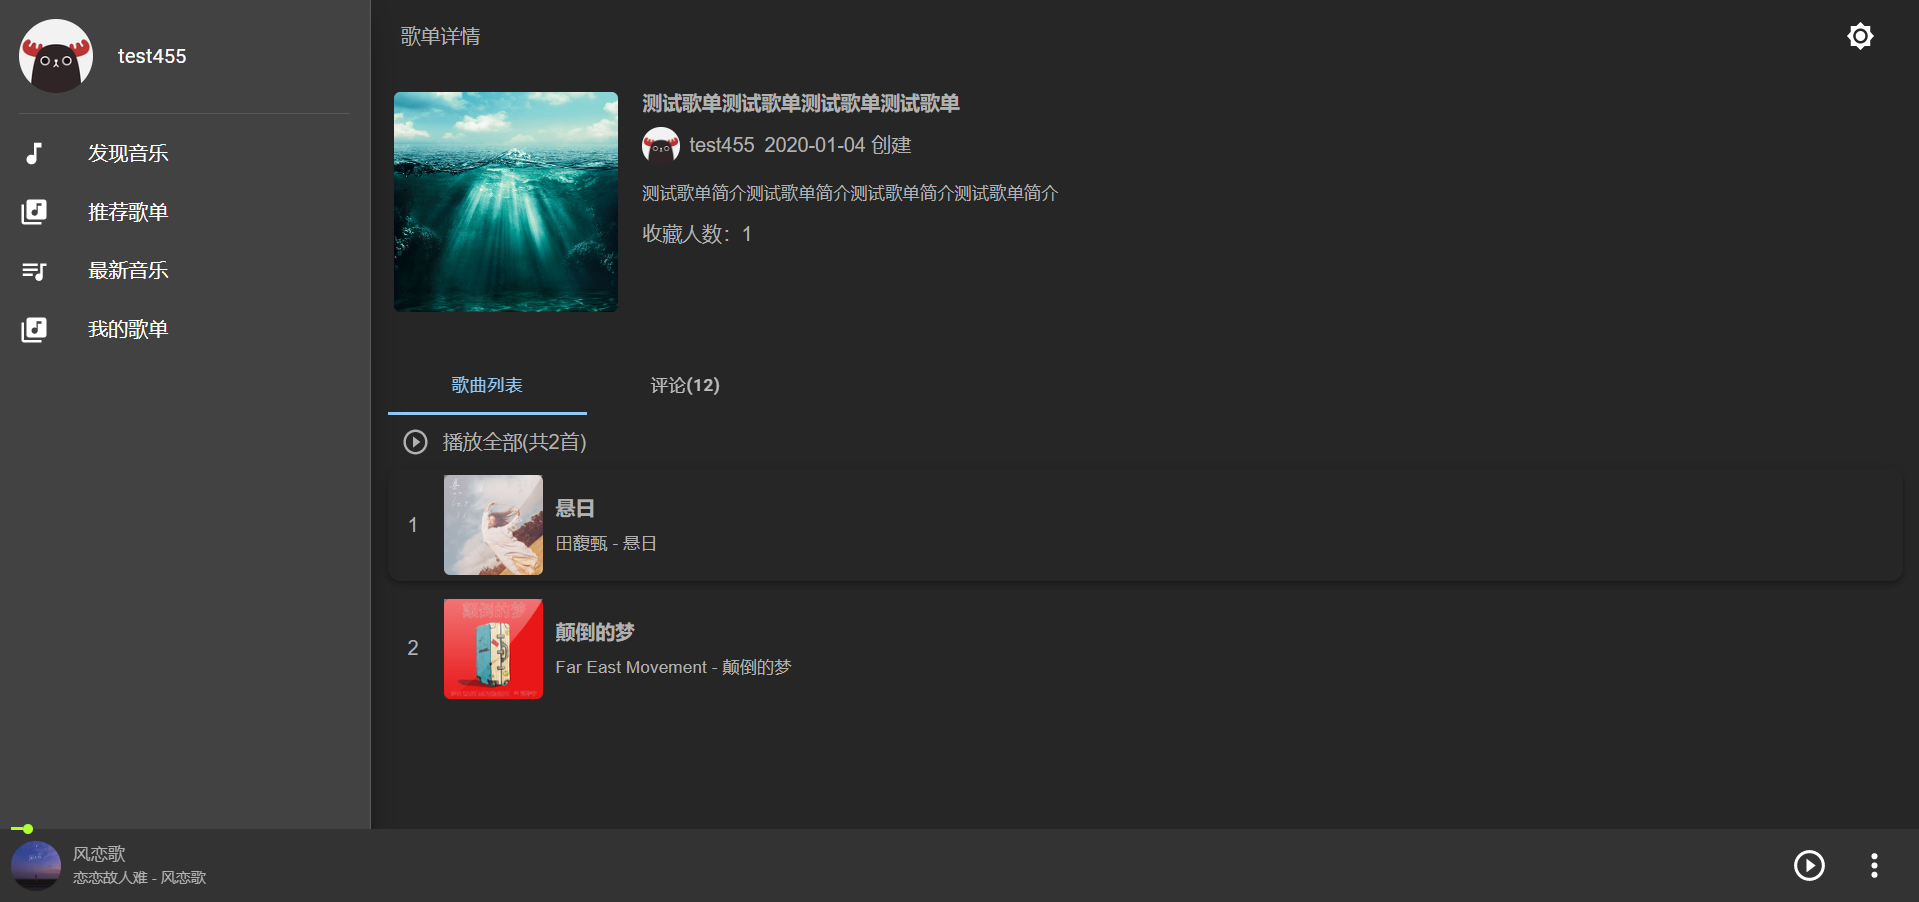 test455
发现音乐
推荐歌单
最新音乐
我的歌单
歌单详情
测试歌单测试歌单测试歌单测试歌单
test455 2020-01-04 创建
测试歌单简介测试歌单简介测试歌单简介测试歌单简介
收藏人数：1
歌曲列表
评论(12)
播放全部(共2首)
1
悬日
田馥甄 - 悬日
2
颠倒的梦
颠倒的梦
Far East Movement - 颠倒的梦
风恋歌
恋恋故人难 - 风恋歌